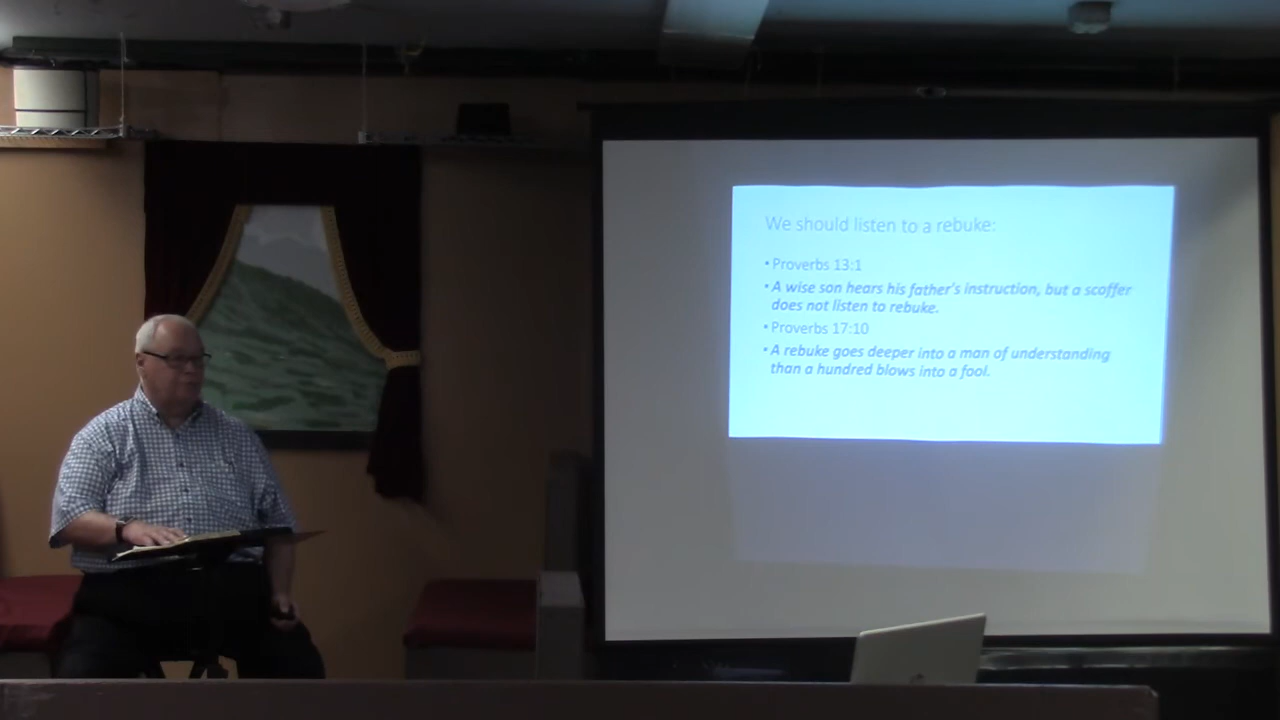 We should listen to a rebuke:
• Proverbs 13:1
• A wise son hears his father's instruction, but a scoffer
does not listen to rebuke.
• Proverbs 17:10
• A rebuke goes deeper into a man of understanding
than a hundred blows into a fool.